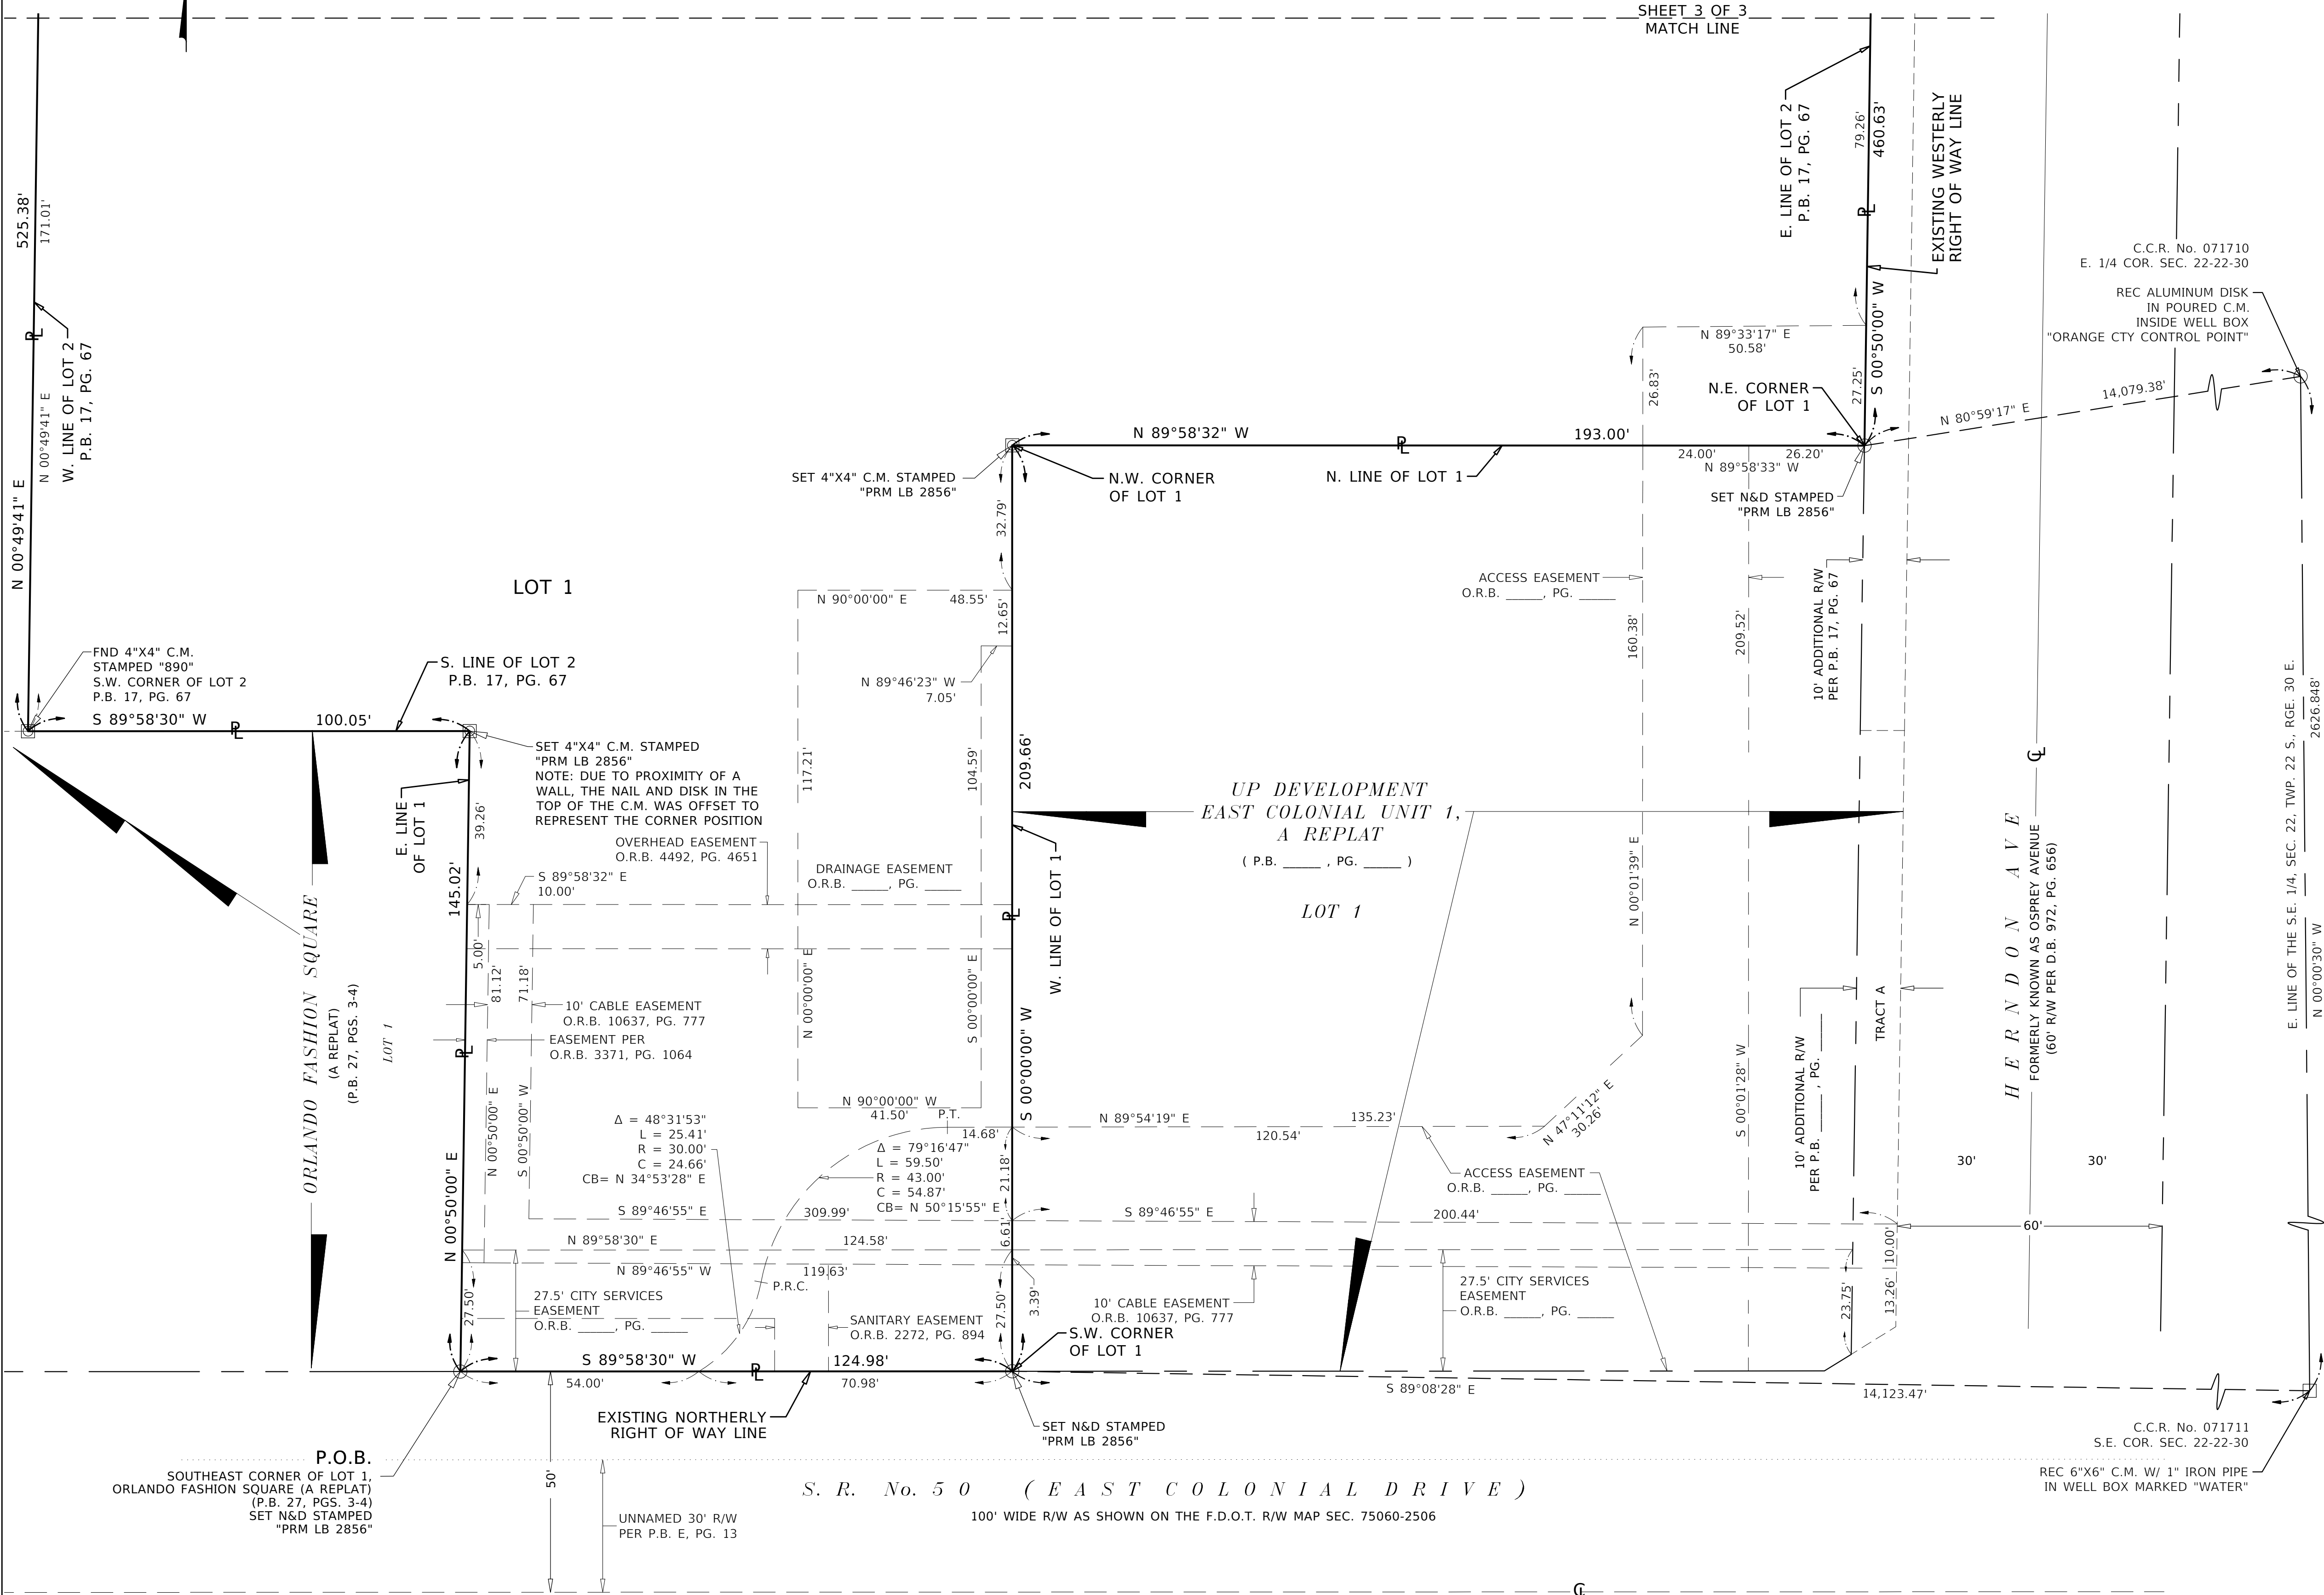 SHEET 3 OF 3
MATCH LINE
525.38'
171.01'
N 00°49'41" E
N 00°49'41" E
W. LINE OF LOT 2
P.B. 17, PG. 67
E. LINE OF LOT 2
P.B. 17, PG. 67
79.26'
460.63'
EXISTING WESTERLY
RIGHT OF WAY LINE
S 00°50'00" W
27.25'
C.C.R. No. 071710
E. 1/4 COR. SEC. 22-22-30
REC ALUMINUM DISK
IN POURED C.M.
INSIDE WELL BOX
"ORANGE CTY CONTROL POINT"
N 80°59'17" E
14,079.38'
N 89°33'17" E
50.58'
26.83'
N.E. CORNER
OF LOT 1
N 89°58'32" W
193.00'
24.00'
26.20'
N 89°58'33" W
SET 4"X4" C.M. STAMPED
"PRM LB 2856"
N.W. CORNER
OF LOT 1
N. LINE OF LOT 1
SET N&D STAMPED
"PRM LB 2856"
32.79'
LOT 1
N 90°00'00" E
48.55'
12.65'
N 89°46'23" W
7.05'
ACCESS EASEMENT
O.R.B. _____, PG. _____
160.38'
209.52'
10' ADDITIONAL R/W
PER P.B. 17, PG. 67
FND 4"X4" C.M.
STAMPED "890"
S.W. CORNER OF LOT 2
P.B. 17, PG. 67
S. LINE OF LOT 2
P.B. 17, PG. 67
S 89°58'30" W
100.05'
SET 4"X4" C.M. STAMPED
"PRM LB 2856"
NOTE: DUE TO PROXIMITY OF A
WALL, THE NAIL AND DISK IN THE
TOP OF THE C.M. WAS OFFSET TO
REPRESENT THE CORNER POSITION
E. LINE
OF LOT 1
39.26'
145.02'
117.21'
104.59'
209.66'
OVERHEAD EASEMENT
O.R.B. 4492, PG. 4651
DRAINAGE EASEMENT
O.R.B. _____, PG. _____
S 89°58'32" E
10.00'
UP DEVELOPMENT
EAST COLONIAL UNIT 1,
A REPLAT
( P.B. _____ , PG. _____ )
LOT 1
W. LINE OF LOT 1
N 00°01'39" E
E. LINE OF THE S.E. 1/4, SEC. 22, TWP. 22 S., RGE. 30 E.
2626.848'
N 00°00'30" W
H E R N D O N A V E
FORMERLY KNOWN AS OSPREY AVENUE
(60' R/W PER D.B. 972, PG. 656)
ORLANDO FASHION SQUARE
(A REPLAT)
(P.B. 27, PGS. 3-4)
LOT 1
5.00'
81.12'
71.18'
10' CABLE EASEMENT
O.R.B. 10637, PG. 777
EASEMENT PER
O.R.B. 3371, PG. 1064
N 00°00'00" E
S 00°00'00" E
S 00°00'00" W
TRACT A
10' ADDITIONAL R/W
PER P.B. _____ , PG. _____
S 00°01'28" W
N 00°50'00" E
S 00°50'00" W
N 00°50'00" E
N 90°00'00" W
41.50'
P.T.
14.68'
N 89°54'19" E
135.23'
120.54'
N 47°11'12" E
30.26'
Δ = 48°31'53"
L = 25.41'
R = 30.00'
C = 24.66'
CB= N 34°53'28" E
Δ = 79°16'47"
L = 59.50'
R = 43.00'
C = 54.87'
CB= N 50°15'55" E
21.18'
ACCESS EASEMENT
O.R.B. _____, PG. _____
30'
30'
S 89°46'55" E
309.99'
S 89°46'55" E
200.44'
60'
N 89°58'30" E
124.58'
6.61'
10.00'
N 89°46'55" W
119.63'
P.R.C.
27.5' CITY SERVICES
EASEMENT
O.R.B. _____, PG. _____
27.50'
SANITARY EASEMENT
O.R.B. 2272, PG. 894
27.50'
3.39'
10' CABLE EASEMENT
O.R.B. 10637, PG. 777
27.5' CITY SERVICES
EASEMENT
O.R.B. _____, PG. _____
23.75'
13.26'
S.W. CORNER
OF LOT 1
S 89°58'30" W
124.98'
54.00'
70.98'
S 89°08'28" E
14,123.47'
EXISTING NORTHERLY
RIGHT OF WAY LINE
SET N&D STAMPED
"PRM LB 2856"
C.C.R. No. 071711
S.E. COR. SEC. 22-22-30
REC 6"X6" C.M. W/ 1" IRON PIPE
IN WELL BOX MARKED "WATER"
P.O.B.
SOUTHEAST CORNER OF LOT 1,
ORLANDO FASHION SQUARE (A REPLAT)
(P.B. 27, PGS. 3-4)
SET N&D STAMPED
"PRM LB 2856"
50'
UNNAMED 30' R/W
PER P.B. E, PG. 13
S. R. No. 5 0 ( E A S T C O L O N I A L D R I V E )
100' WIDE R/W AS SHOWN ON THE F.D.O.T. R/W MAP SEC. 75060-2506